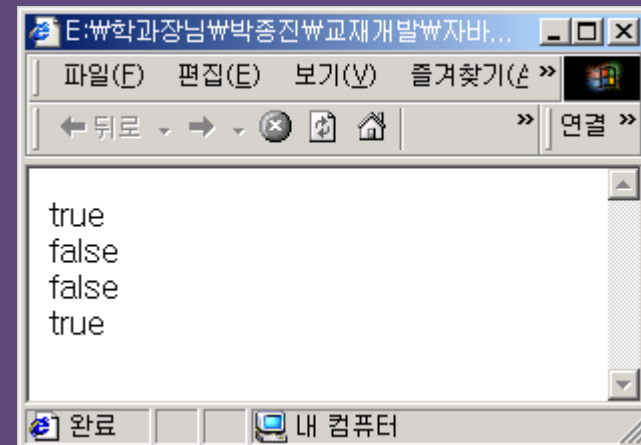 E:₩학과장님₩박종진₩교재개발₩자바...
파일(F) 편집(E) 보기(V) 즐겨찾기(A »
뒤로 » 연결 »
true
false
false
true
완료 내 컴퓨터